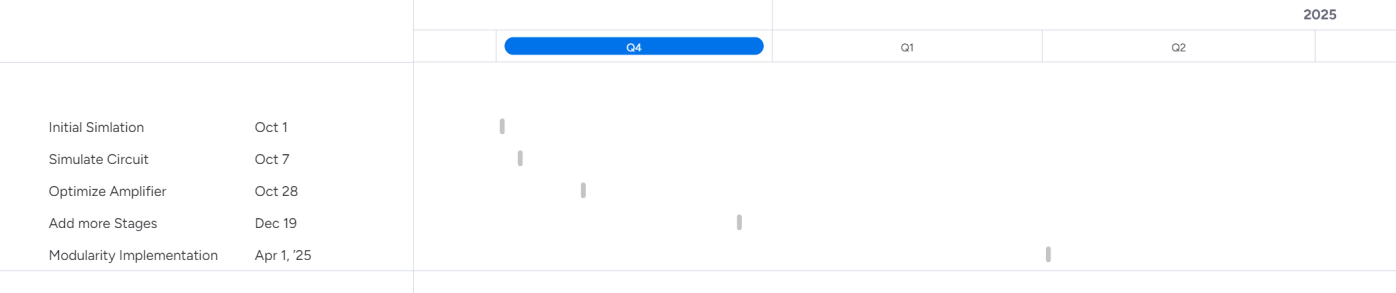 2025
Q4 Q1 Q2
Initial Simlation Oct 1
Simulate Circuit Oct 7
Optimize Amplifier Oct 28
Add more Stages Dec 19
Modularity Implementation Apr 1, '25